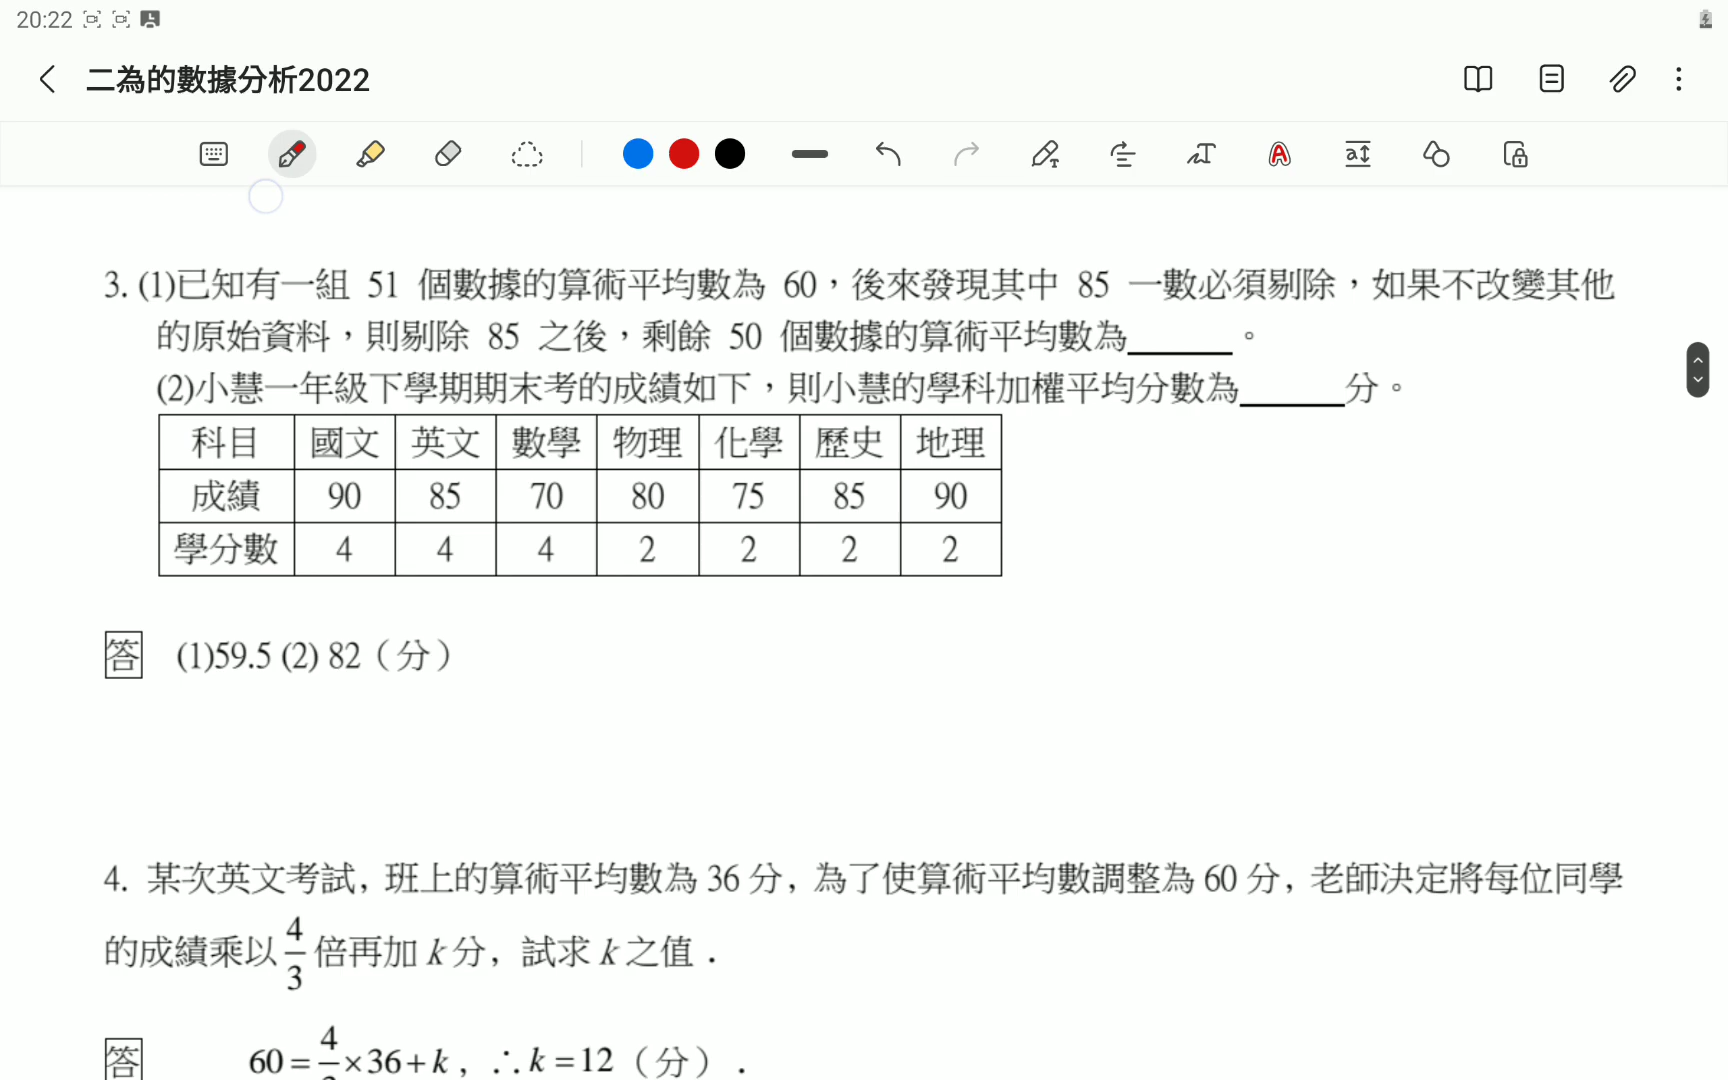 20:22
二為的數據分析2022
3. (1)已知有一組 51 個數據的算術平均數為 60，後來發現其中 85 一數必須剔除，如果不改變其他
的原始資料，則剔除 85 之後，剩餘 50 個數據的算術平均數為______。
(2)小慧一年級下學期期末考的成績如下，則小慧的學科加權平均分數為______分。
科目 國文 英文 數學 物理 化學 歷史 地理
成績 90 85 70 80 75 85 90
學分數 4 4 4 2 2 2 2
答 (1)59.5 (2) 82（分）
4. 某次英文考試, 班上的算術平均數為 36 分, 為了使算術平均數調整為 60 分, 老師決定將每位同學
的成績乘以 4/3 倍再加 k 分, 試求 k 之值．
答 60 = 4/3 × 36 + k, ∴ k = 12（分）．